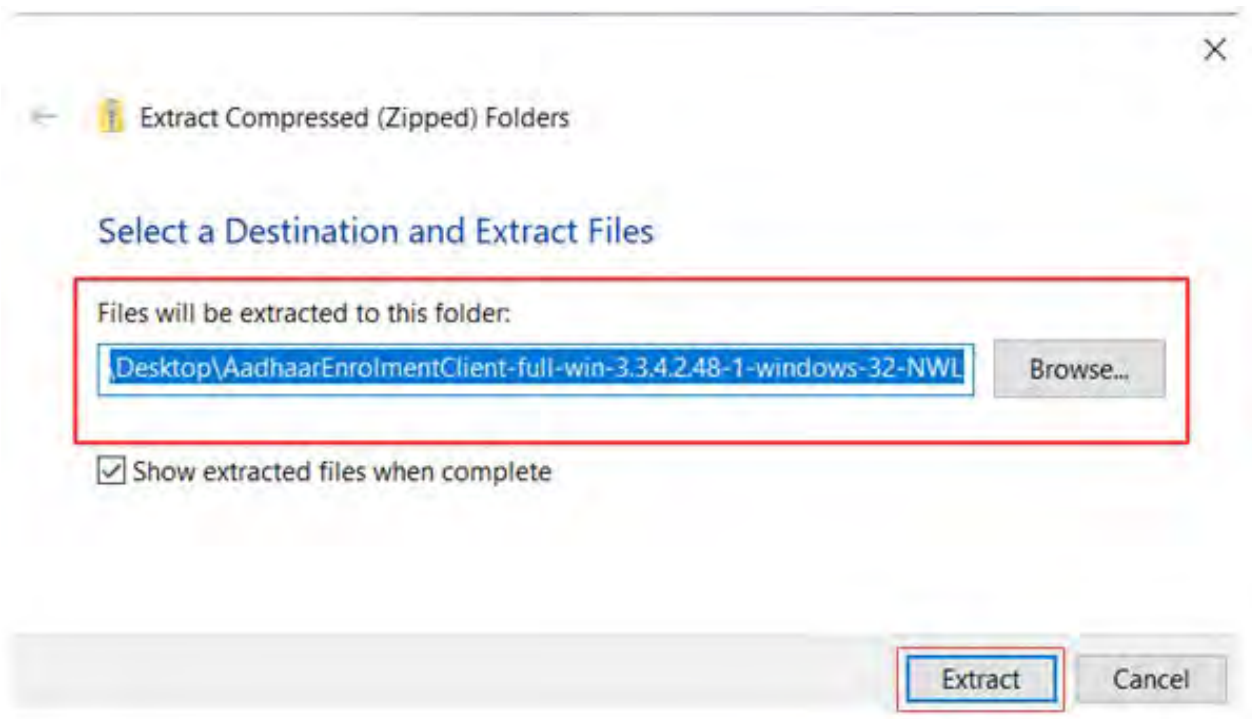 Extract Compressed (Zipped) Folders
Select a Destination and Extract Files
Files will be extracted to this folder:
\Desktop\AadhaarEnrolmentClient-full-win-3.3.4.2.48-1-windows-32-NWL
Browse...
Show extracted files when complete
Extract
Cancel